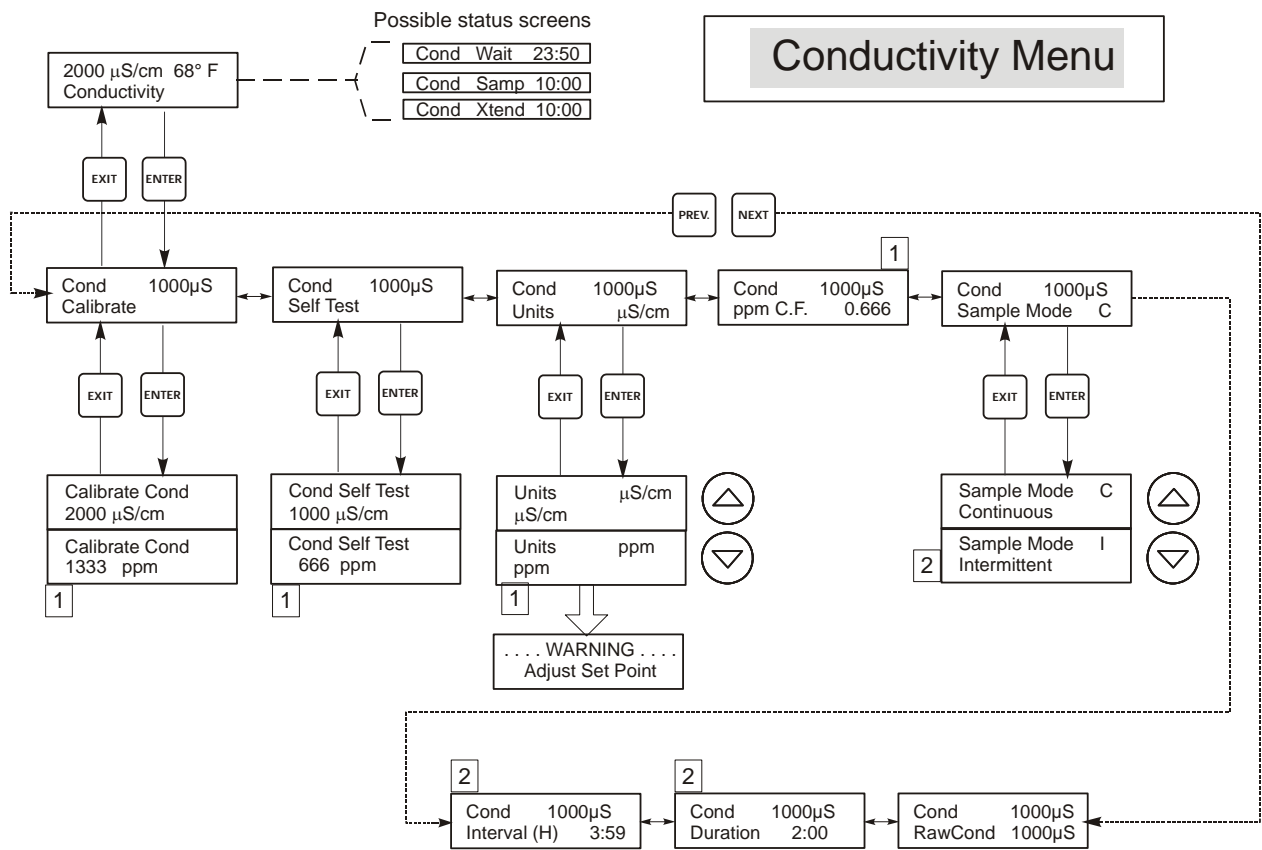 Possible status screens
Conductivity Menu
2000 μS/cm 68° F
Conductivity
Cond Wait 23:50
Cond Samp 10:00
Cond Xtend 10:00
EXIT
ENTER
PREV.
NEXT
1
Cond 1000μS
Calibrate
Cond 1000μS
Self Test
Cond 1000μS
Units μS/cm
Cond 1000μS
ppm C.F. 0.666
Cond 1000μS
Sample Mode C
EXIT
ENTER
EXIT
ENTER
EXIT
ENTER
EXIT
ENTER
Calibrate Cond
2000 μS/cm
Calibrate Cond
1333 ppm
1
Cond Self Test
1000 μS/cm
Cond Self Test
666 ppm
1
Units μS/cm
μS/cm
Units ppm
ppm
1
. . . . WARNING . . . .
Adjust Set Point
Sample Mode C
Continuous
Sample Mode I
Intermittent
2
2
Cond 1000μS
Interval (H) 3:59
2
Cond 1000μS
Duration 2:00
Cond 1000μS
RawCond 1000μS